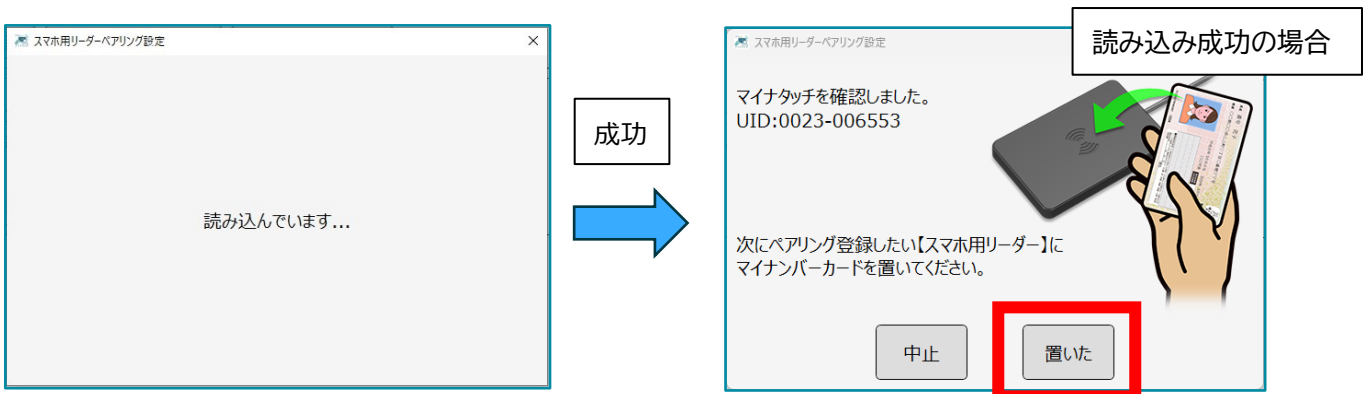 スマホ用リーダーペアリング設定
読み込んでいます...
成功
読み込み成功の場合
スマホ用リーダーペアリング設定
マイナタッチを確認しました。
UID:0023-006553
次にペアリング登録したい【スマホ用リーダー】に
マイナンバーカードを置いてください。
中止
置いた